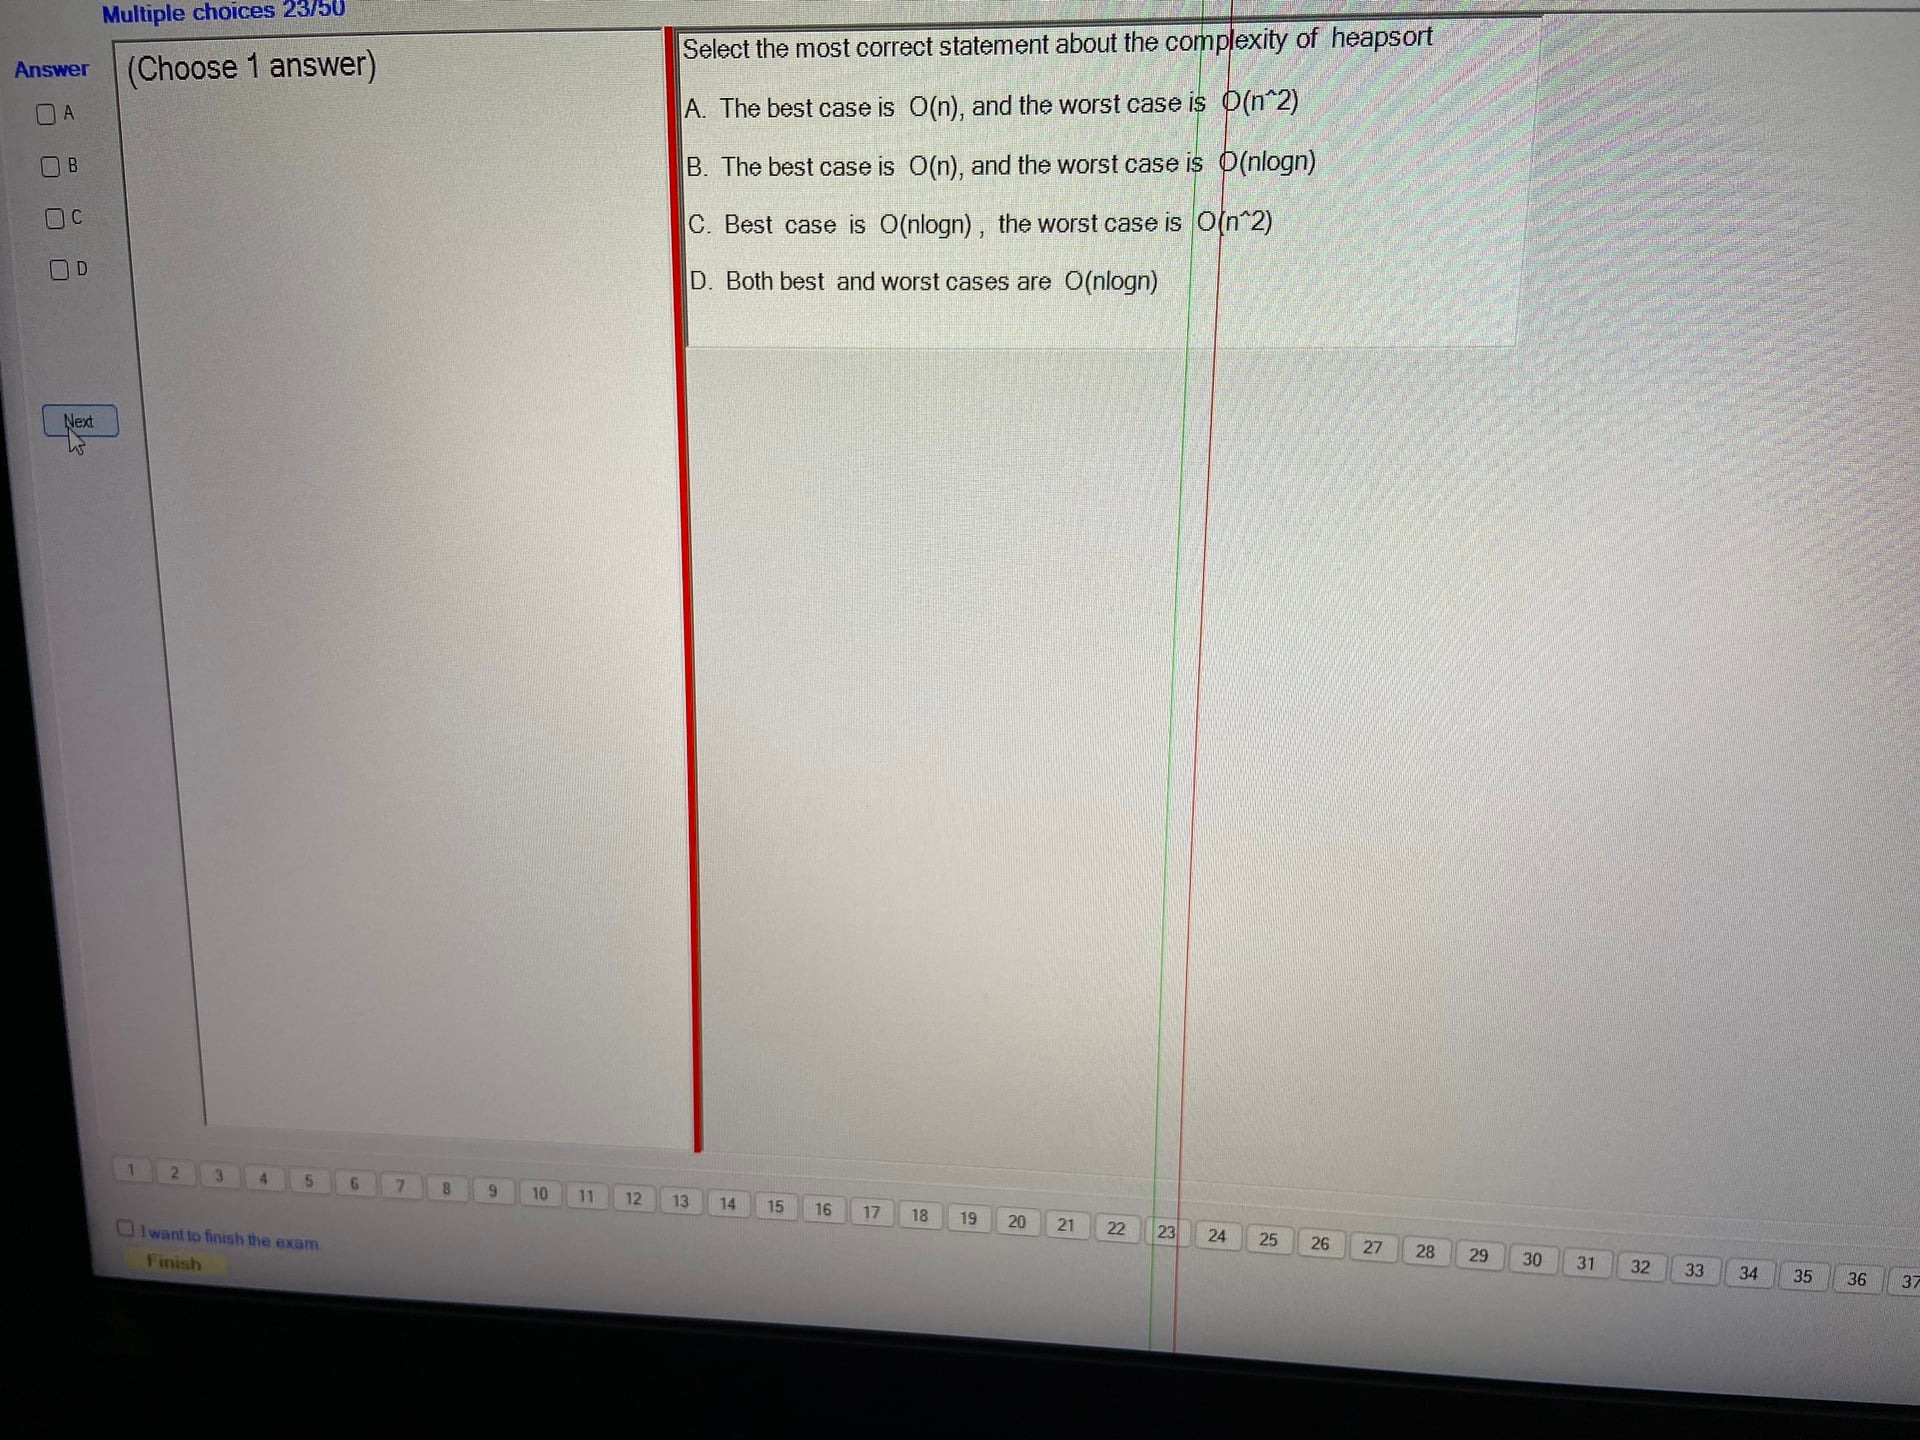 Multiple choices 23/50
Answer
A
B
C
D
Next
(Choose 1 answer)
Select the most correct statement about the complexity of heapsort
A. The best case is O(n), and the worst case is O(n^2)
B. The best case is O(n), and the worst case is O(nlogn)
C. Best case is O(nlogn) , the worst case is O(n^2)
D. Both best and worst cases are O(nlogn)
1 2 3 4 5 6 7 8 9 10 11 12 13 14 15 16 17 18 19 20 21 22 23 24 25 26 27 28 29 30 31 32 33 34 35 36 37
I want to finish the exam
Finish